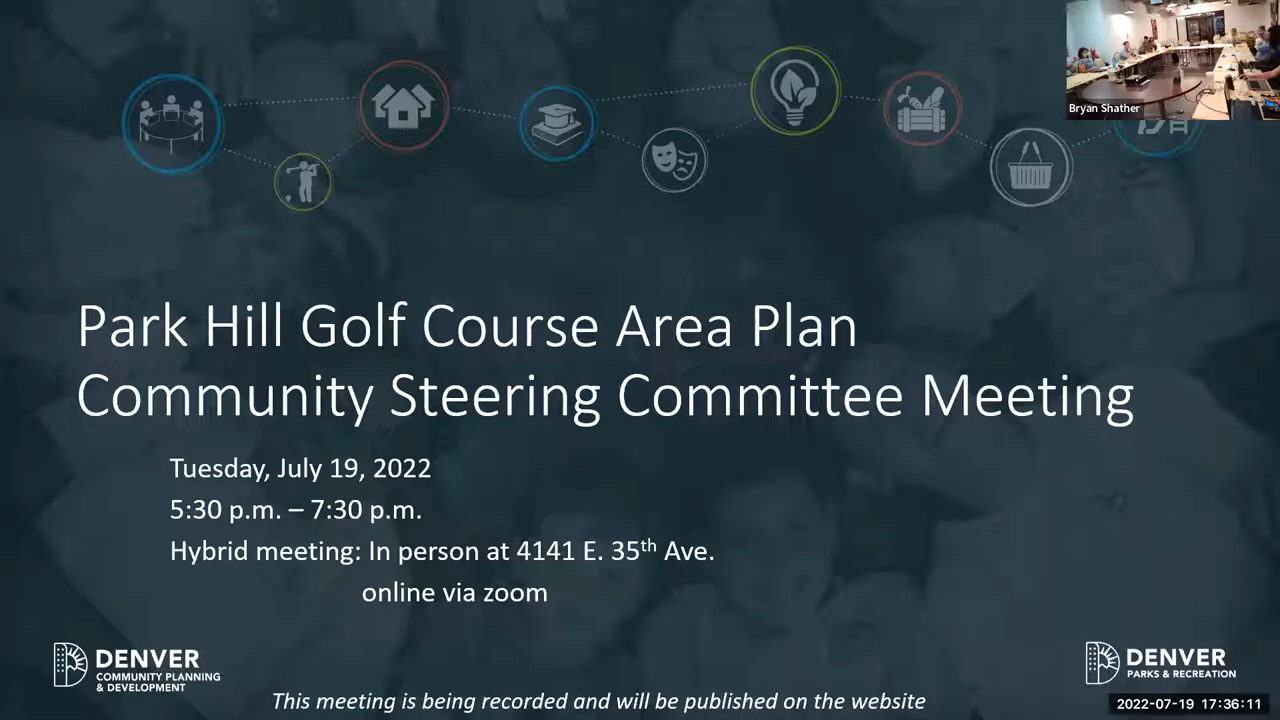 Bryan Shather
Park Hill Golf Course Area Plan
Community Steering Committee Meeting
Tuesday, July 19, 2022
5:30 p.m. – 7:30 p.m.
Hybrid meeting: In person at 4141 E. 35th Ave.
online via zoom
DENVER
COMMUNITY PLANNING
& DEVELOPMENT
DENVER
PARKS & RECREATION
This meeting is being recorded and will be published on the website
2022-07-19 17:36:11